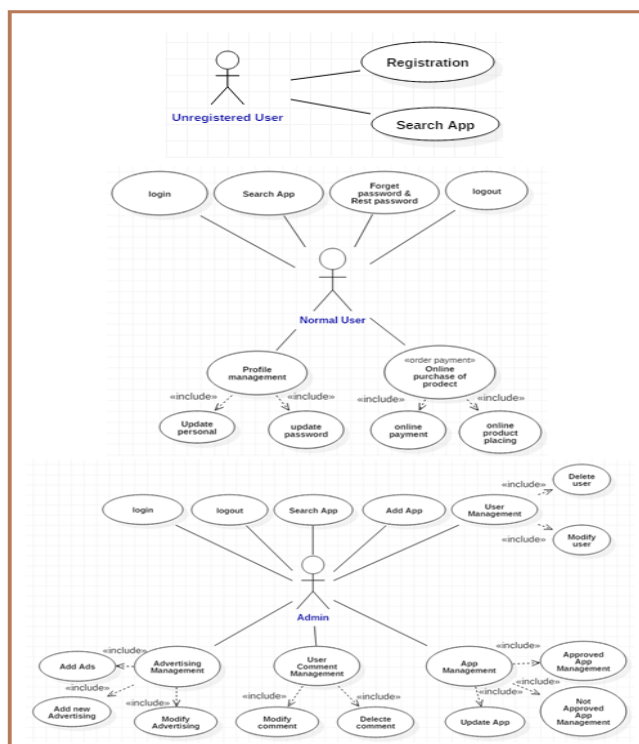 Registration
Unregistered User
Search App
login
Search App
Forget
password &
Rest password
logout
Normal User
Profile
management
«order payment»
Online
purchase of
prodect
«include»
«include»
«include»
«include»
Update
personal
update
password
online
payment
online
product
placing
login
logout
Search App
Add App
User
Management
«include»
Delete
user
«include»
Modify
user
Admin
Add Ads
«include»
Advertising
Management
User
Comment
Management
App
Management
«include»
Approved
App
Management
«include»
Add new
Advertising
«include»
Modify
Advertising
«include»
Modify
comment
«include»
Delecte
comment
«include»
Update App
«include»
Not
Approved
App
Management